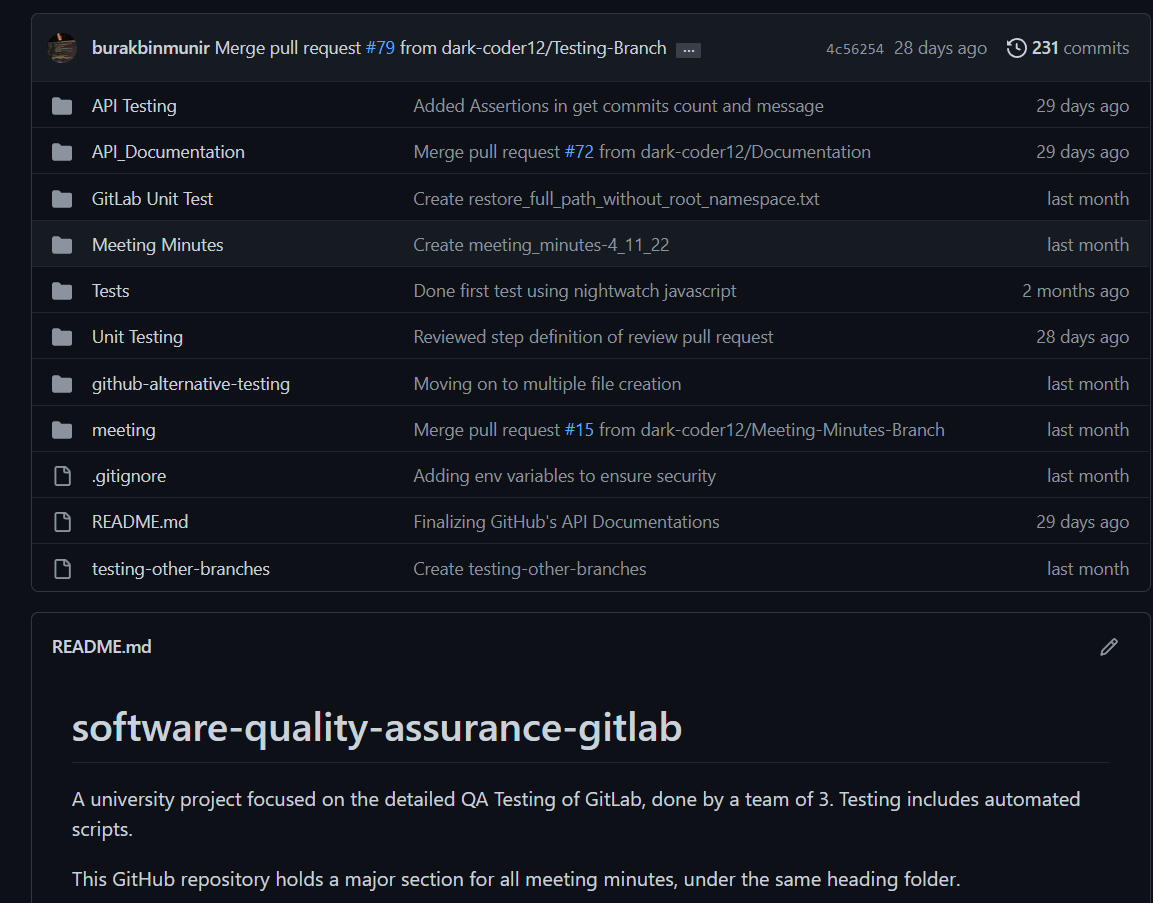 burakbinmunir Merge pull request #79 from dark-coder12/Testing-Branch ... 4c56254 28 days ago 231 commits
API Testing Added Assertions in get commits count and message 29 days ago
API_Documentation Merge pull request #72 from dark-coder12/Documentation 29 days ago
GitLab Unit Test Create restore_full_path_without_root_namespace.txt last month
Meeting Minutes Create meeting_minutes-4_11_22 last month
Tests Done first test using nightwatch javascript 2 months ago
Unit Testing Reviewed step definition of review pull request 28 days ago
github-alternative-testing Moving on to multiple file creation last month
meeting Merge pull request #15 from dark-coder12/Meeting-Minutes-Branch last month
.gitignore Adding env variables to ensure security last month
README.md Finalizing GitHub's API Documentations 29 days ago
testing-other-branches Create testing-other-branches last month
README.md
software-quality-assurance-gitlab
A university project focused on the detailed QA Testing of GitLab, done by a team of 3. Testing includes automated
scripts.
This GitHub repository holds a major section for all meeting minutes, under the same heading folder.